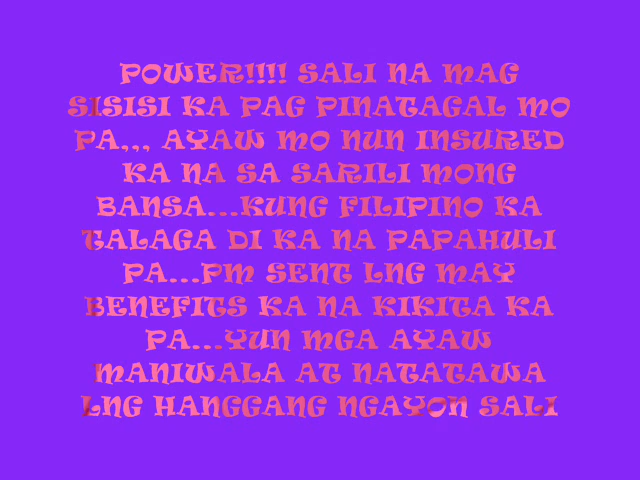 POWER!!!! SALI NA MAG
SISISI KA PAG PINATAGAL MO
PA,,, AYAW MO NUN INSURED
KA NA SA SARILI MONG
BANSA...KUNG FILIPINO KA
TALAGA DI KA NA PAPAHULI
PA...PM SENT LNG MAY
BENEFITS KA NA KIKITA KA
PA...YUN MGA AYAW
MANIWALA AT NATATAWA
LNG HANGGANG NGAYON SALI